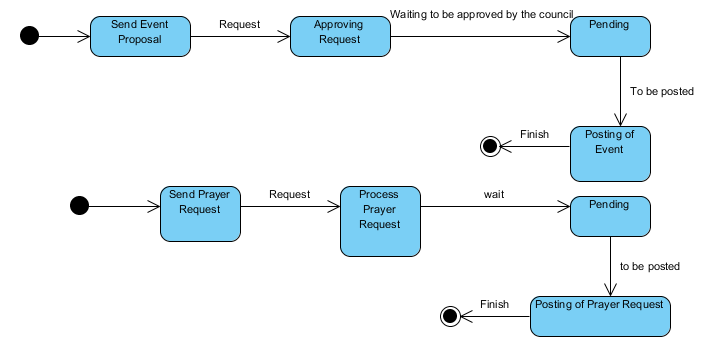 Send Event
Proposal
Request
Approving
Request
Waiting to be approved by the council
Pending
To be posted
Posting of
Event
Finish
Send Prayer
Request
Request
Process
Prayer
Request
wait
Pending
to be posted
Posting of Prayer Request
Finish